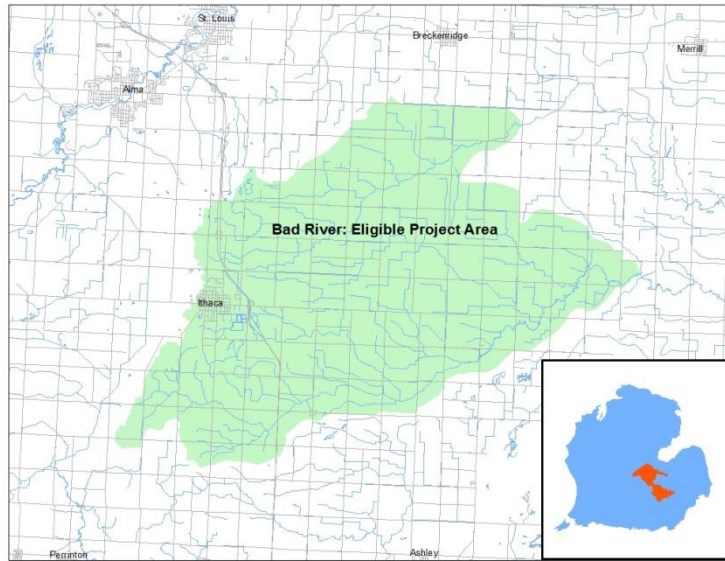 St. Louis
Breckenridge
Merrill
Alma
Bad River: Eligible Project Area
Ithaca
Perrinton
Ashley